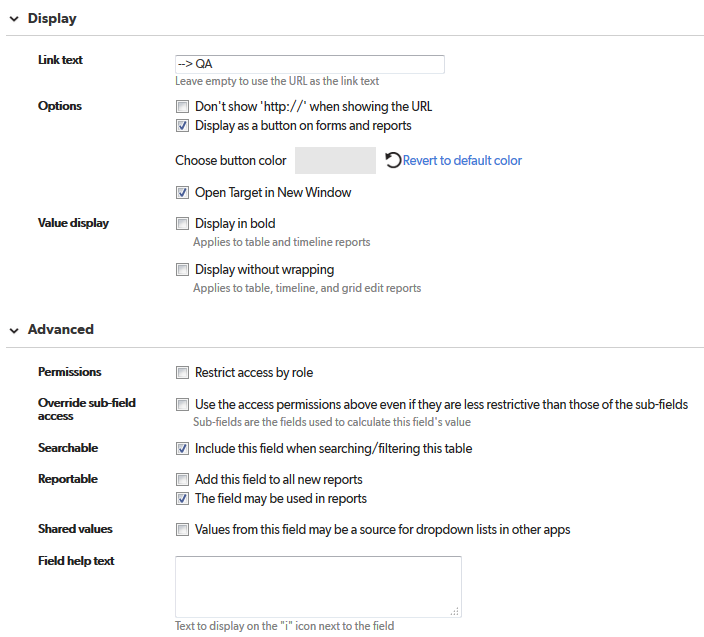 Display
Link text
--> QA
Leave empty to use the URL as the link text
Options
Don't show 'http://' when showing the URL
Display as a button on forms and reports
Choose button color
Revert to default color
Open Target in New Window
Value display
Display in bold
Applies to table and timeline reports
Display without wrapping
Applies to table, timeline, and grid edit reports
Advanced
Permissions
Restrict access by role
Override sub-field
access
Use the access permissions above even if they are less restrictive than those of the sub-fields
Sub-fields are the fields used to calculate this field's value
Searchable
Include this field when searching/filtering this table
Reportable
Add this field to all new reports
The field may be used in reports
Shared values
Values from this field may be a source for dropdown lists in other apps
Field help text
Text to display on the "i" icon next to the field